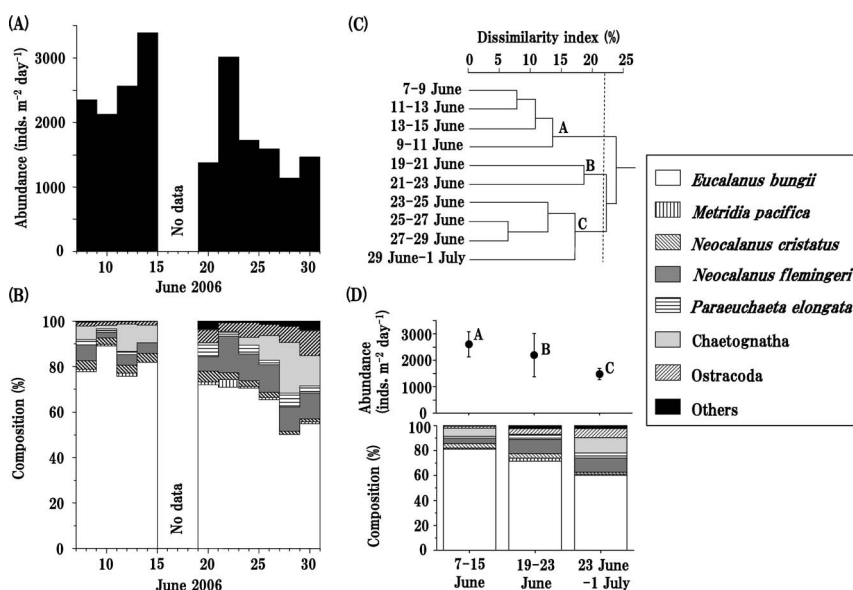 (A)
Abundance (inds. m⁻² day⁻¹)
3000
2000
1000
0
No data
10
15
20
25
30
June 2006
(B)
Composition (%)
100
80
60
40
20
0
No data
10
15
20
25
30
June 2006
(C)
Dissimilarity index (%)
0 5 10 15 20 25
7-9 June
11-13 June
13-15 June
9-11 June
19-21 June
21-23 June
23-25 June
25-27 June
27-29 June
29 June-1 July
A
B
C
(D)
Abundance
(inds. m⁻² day⁻¹)
3000
2000
1000
0
A
B
C
Composition (%)
100
80
60
40
20
0
7-15
June
19-23
June
23 June
-1 July
Eucalanus bungii
Metridia pacifica
Neocalanus cristatus
Neocalanus flemingeri
Paraeuchaeta elongata
Chaetognatha
Ostracoda
Others